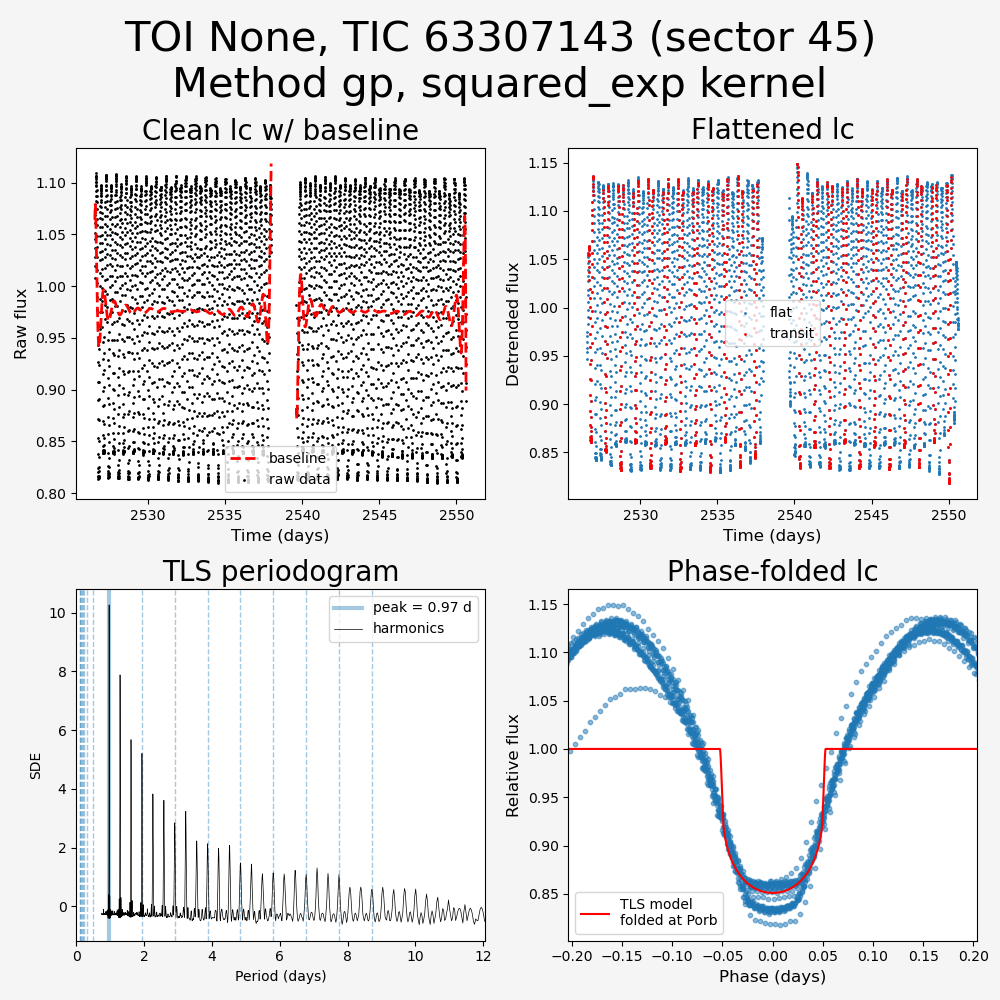 TOI None, TIC 63307143 (sector 45)
Method gp, squared_exp kernel
Clean lc w/ baseline
Raw flux
1.10
1.05
1.00
0.95
0.90
0.85
0.80
baseline
raw data
2530
2535
2540
2545
2550
Time (days)
Flattened lc
Detrended flux
1.15
1.10
1.05
1.00
0.95
0.90
0.85
flat
transit
2530
2535
2540
2545
2550
Time (days)
TLS periodogram
SDE
10
8
6
4
2
0
peak = 0.97 d
harmonics
0
2
4
6
8
10
12
Period (days)
Phase-folded lc
Relative flux
1.15
1.10
1.05
1.00
0.95
0.90
0.85
TLS model
folded at Porb
−0.20
−0.15
−0.10
−0.05
0.00
0.05
0.10
0.15
0.20
Phase (days)